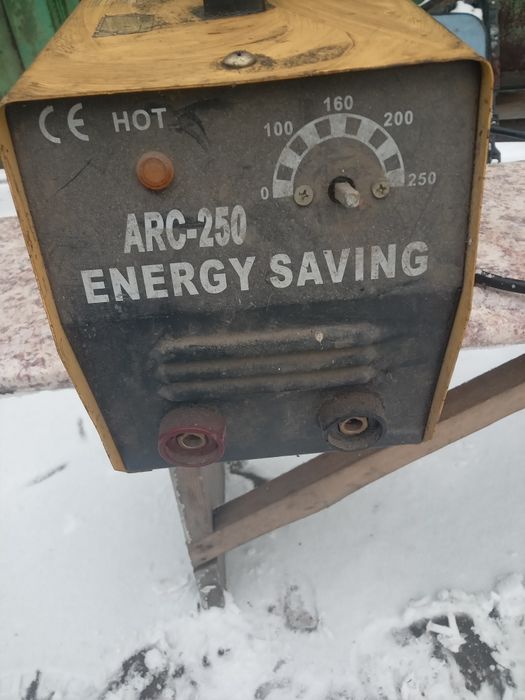 CE HOT
0 100 160 200 250
ARC-250
ENERGY SAVING